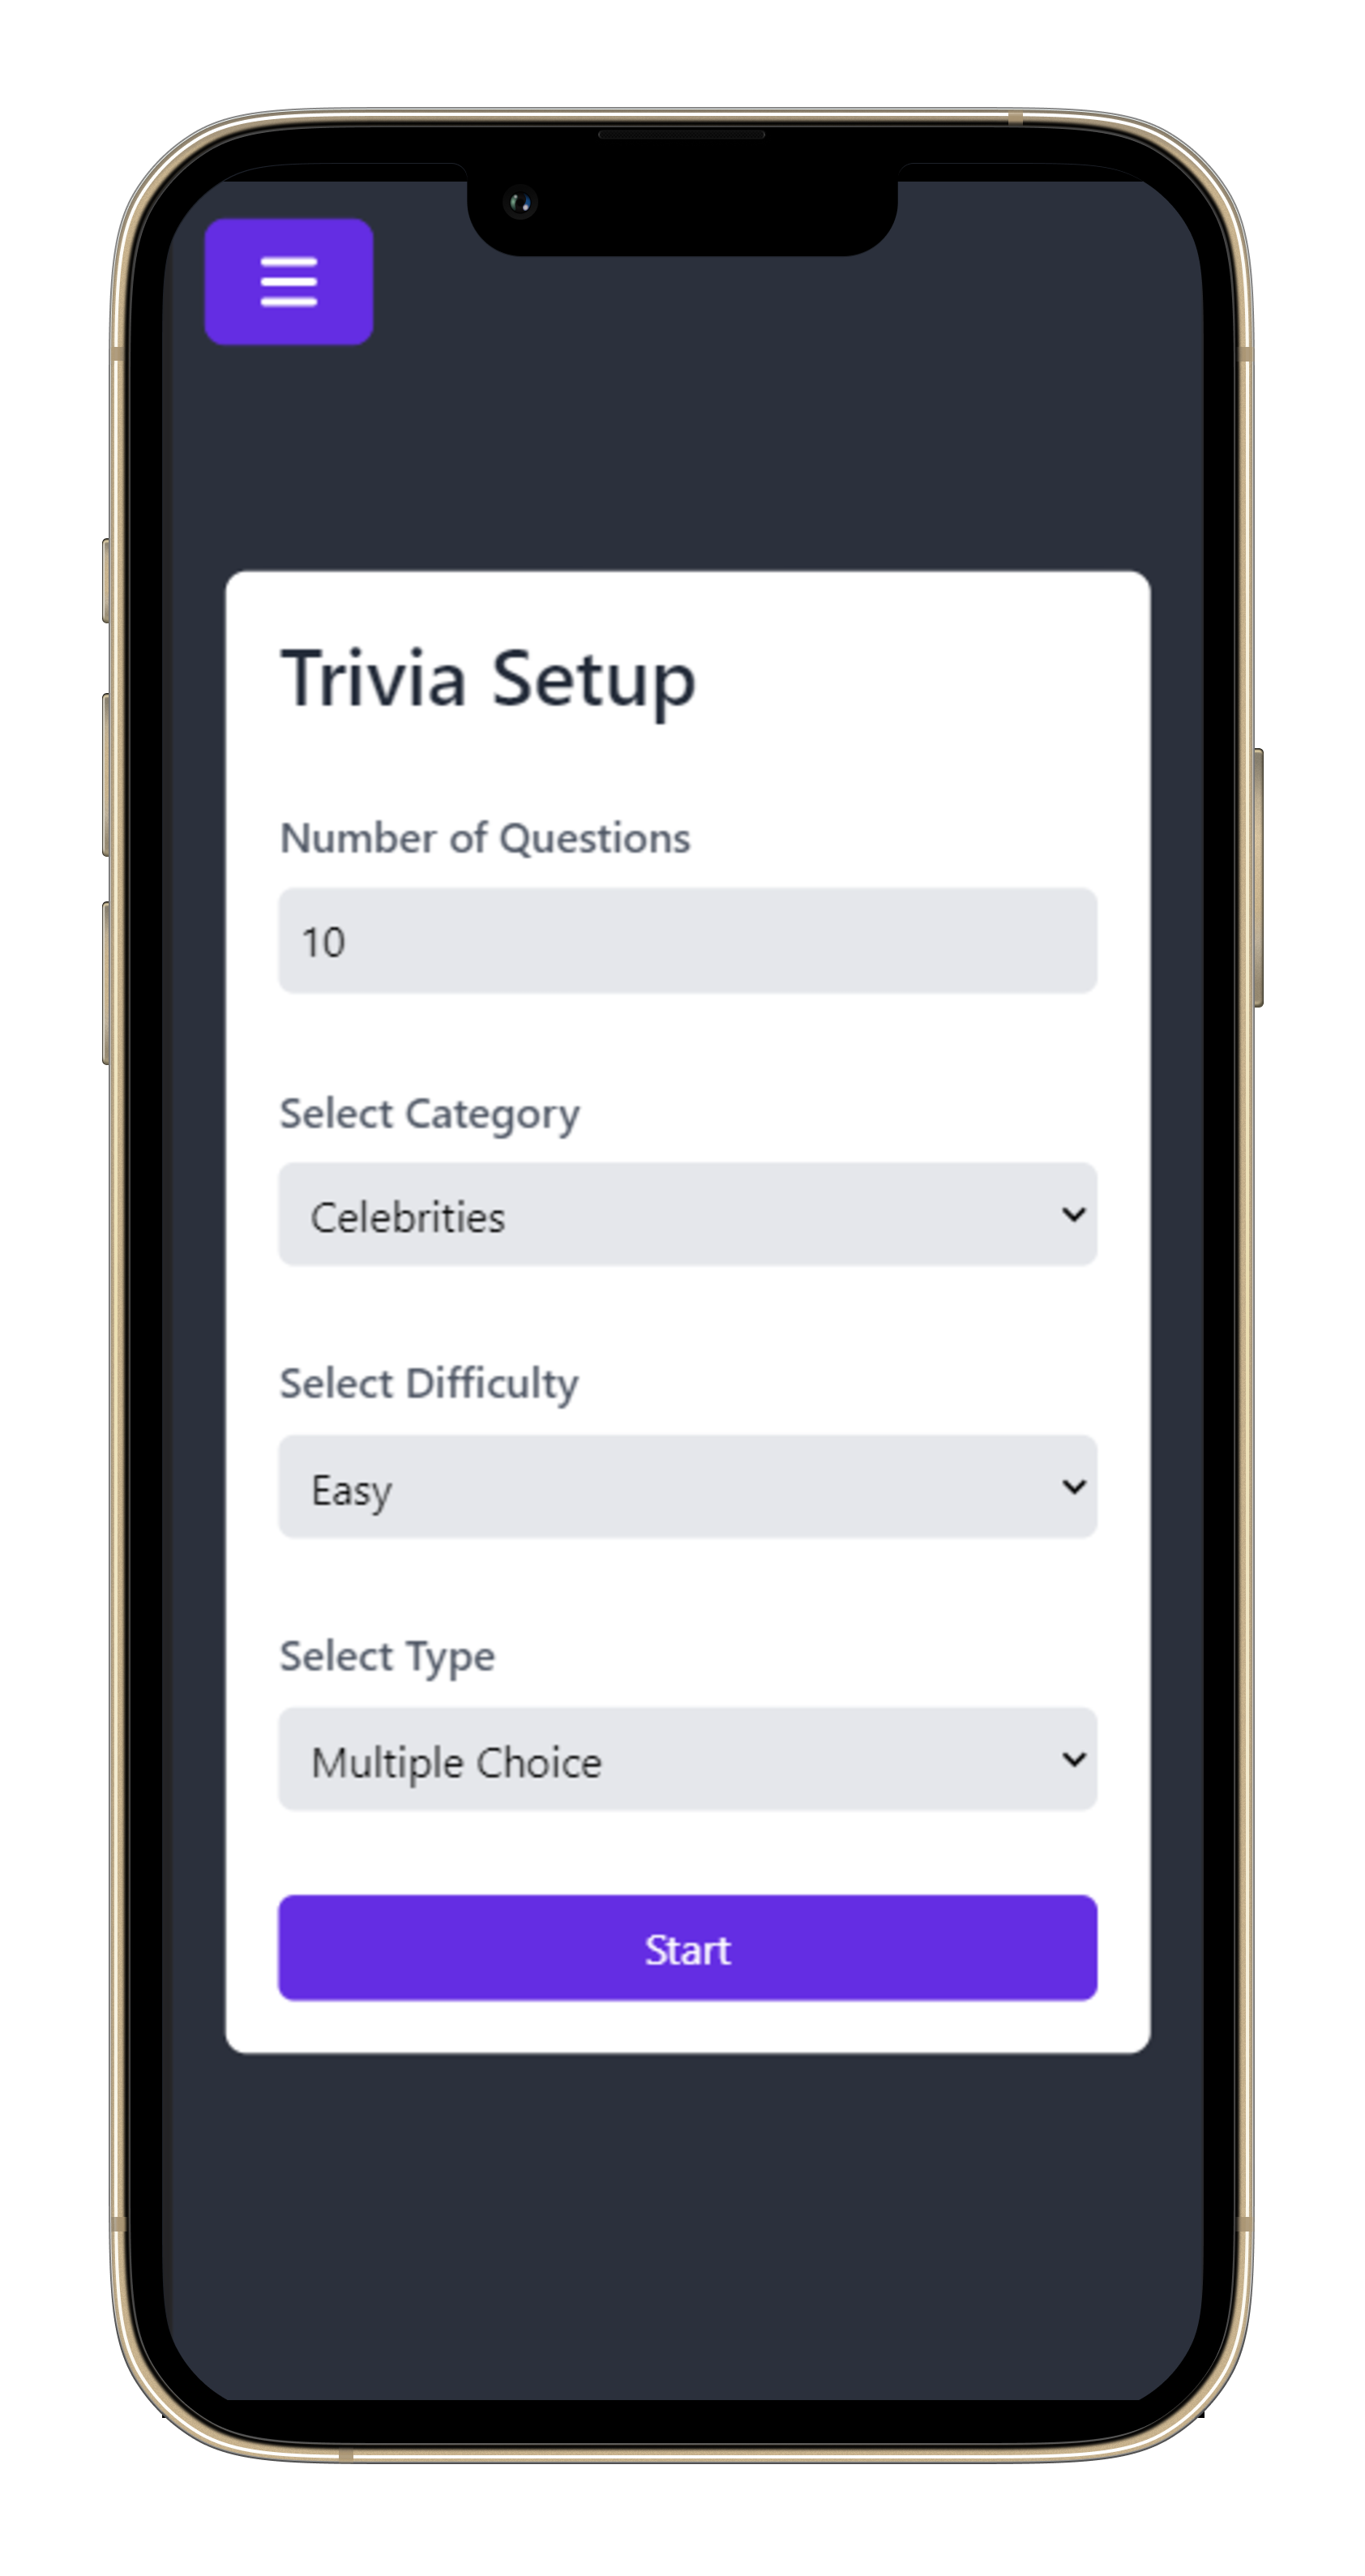 Trivia Setup
Number of Questions
10
Select Category
Celebrities
Select Difficulty
Easy
Select Type
Multiple Choice
Start